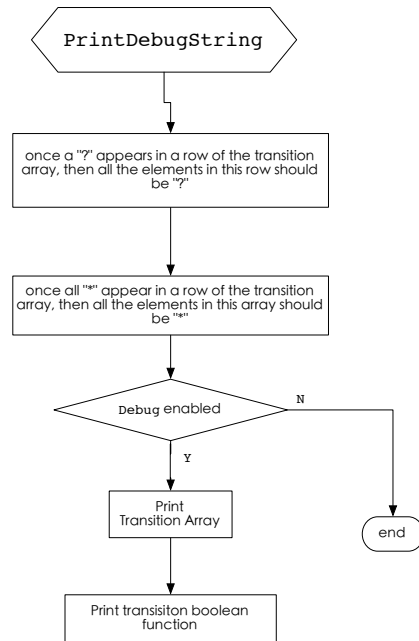 PrintDebugString
once a "?" appears in a row of the transition
array, then all the elements in this row should
be "?"
once all "*" appear in a row of the transition
array, then all the elements in this array should
be "*"
Debug enabled
N
Y
Print
Transition Array
end
Print transisiton boolean
function